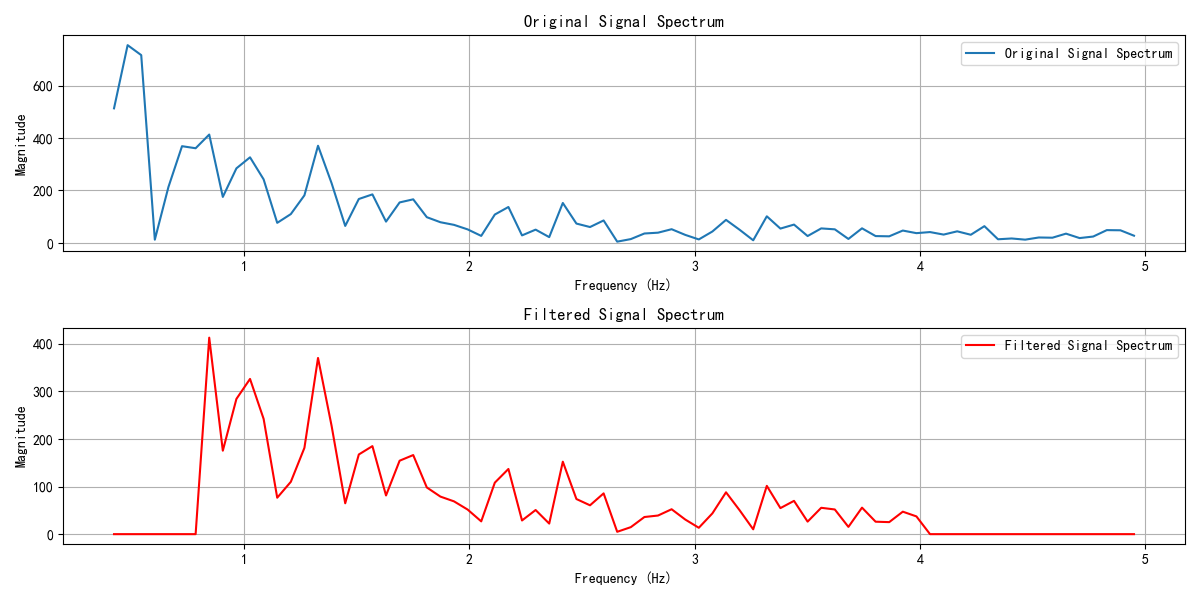 Original Signal Spectrum
Original Signal Spectrum
600
400
200
0
Magnitude
1 2 3 4 5
Frequency (Hz)
Filtered Signal Spectrum
Filtered Signal Spectrum
400
300
200
100
0
Magnitude
1 2 3 4 5
Frequency (Hz)